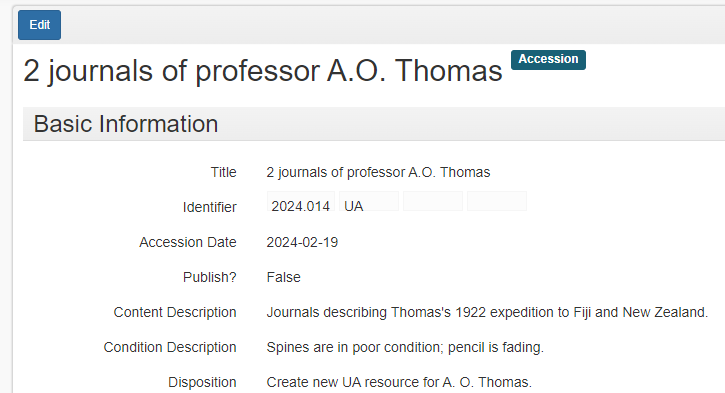 Edit
2 journals of professor A.O. Thomas Accession
Basic Information
Title 2 journals of professor A.O. Thomas
Identifier 2024.014 UA
Accession Date 2024-02-19
Publish? False
Content Description Journals describing Thomas's 1922 expedition to Fiji and New Zealand.
Condition Description Spines are in poor condition; pencil is fading.
Disposition Create new UA resource for A. O. Thomas.